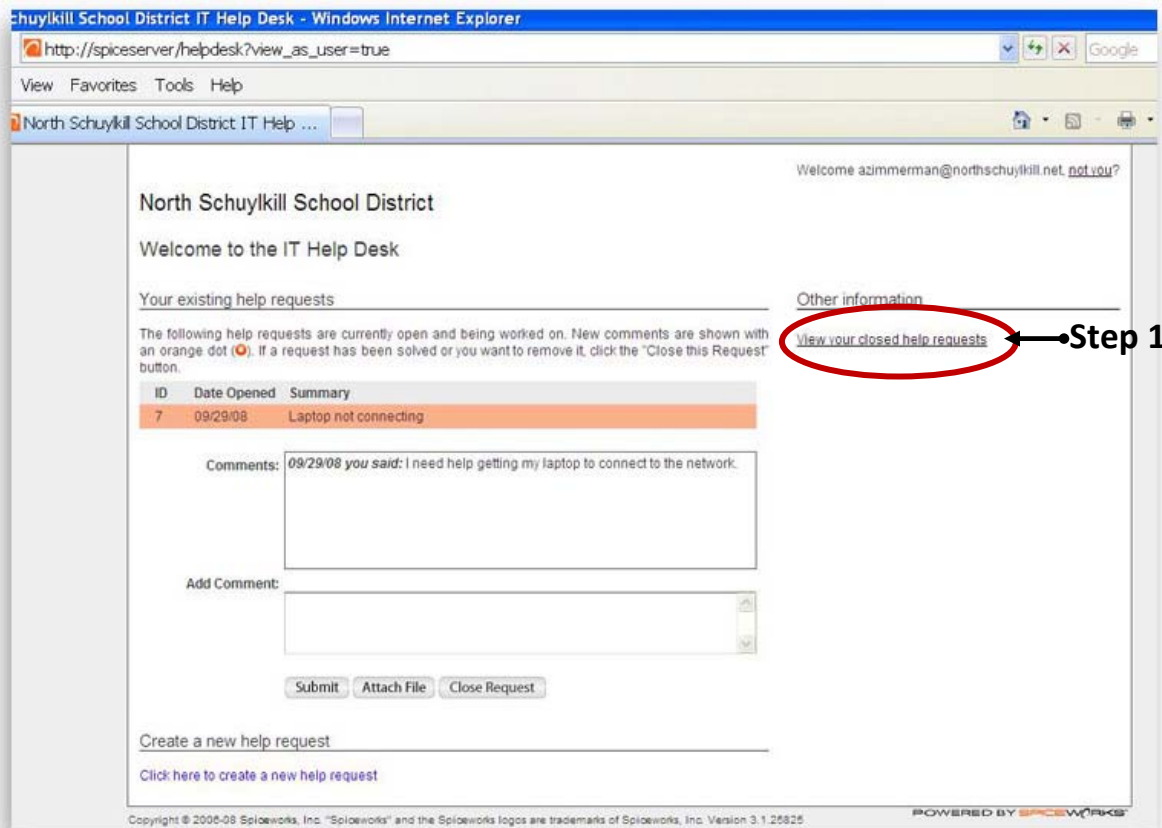 chuylkill School District IT Help Desk - Windows Internet Explorer
http://spiceserver/helpdesk?view_as_user=true
Google
View Favorites Tools Help
North Schuylkill School District IT Help ...
Welcome azimmerman@northschuylkill.net, not you?
North Schuylkill School District
Welcome to the IT Help Desk
Your existing help requests
The following help requests are currently open and being worked on. New comments are shown with
an orange dot ( ). If a request has been solved or you want to remove it, click the "Close this Request"
button.
ID Date Opened Summary
7 09/29/08 Laptop not connecting
Comments: 09/29/08 you said: I need help getting my laptop to connect to the network.
Add Comment:
Submit Attach File Close Request
Create a new help request
Click here to create a new help request
Other information
View your closed help requests
Step 1
Copyright © 2006-08 Spiceworks, Inc. "Spiceworks" and the Spiceworks logos are trademarks of Spiceworks, Inc. Version 3.1.25825
POWERED BY SPICEWORKS